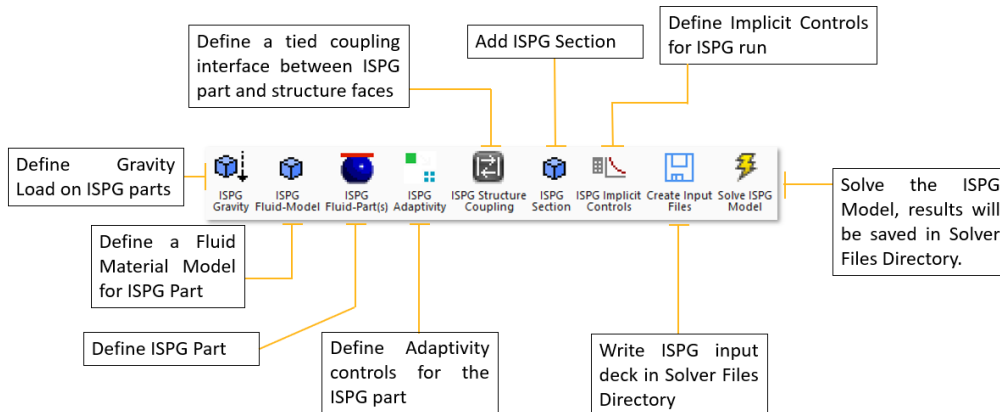 Define a tied coupling
interface between ISPG
part and structure faces
Add ISPG Section
Define Implicit Controls
for ISPG run
Define Gravity
Load on ISPG parts
ISPG
Gravity
ISPG
Fluid-Model
ISPG
Fluid-Part(s)
ISPG
Adaptivity
ISPG Structure
Coupling
ISPG
Section
ISPG Implicit
Controls
Create Input
Files
Solve ISPG
Model
Solve the ISPG
Model, results will
be saved in Solver
Files Directory.
Define a Fluid
Material Model
for ISPG Part
Define ISPG Part
Define Adaptivity
controls for the
ISPG part
Write ISPG input
deck in Solver Files
Directory